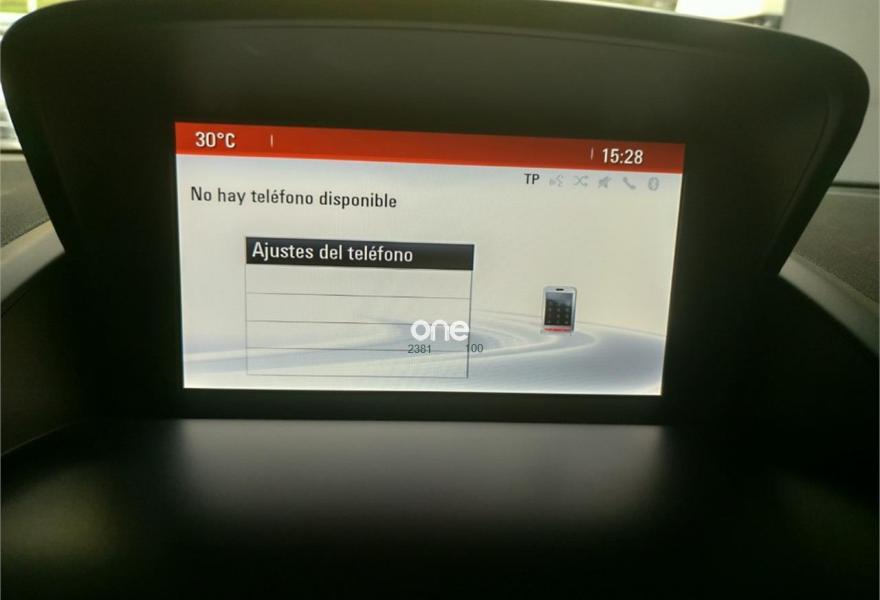 30°C
15:28
TP
No hay teléfono disponible
Ajustes del teléfono
one
2381 100